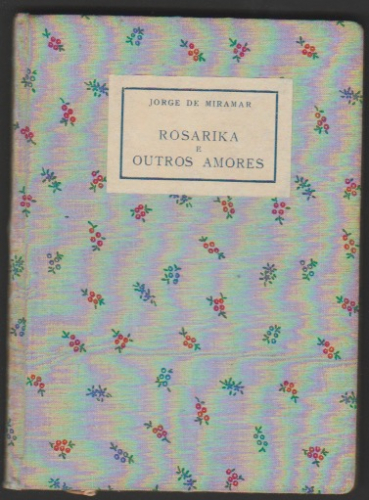 JORGE DE MIRAMAR
ROSARIKA
E
OUTROS AMORES